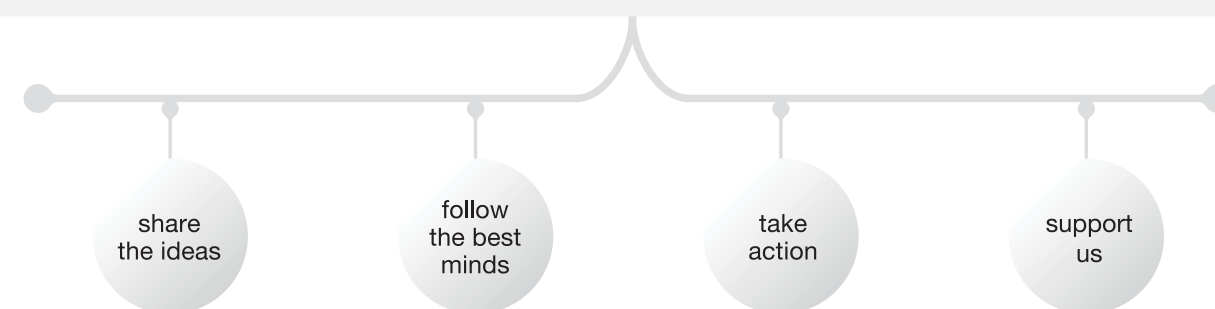 share
the ideas
follow
the best
minds
take
action
support
us